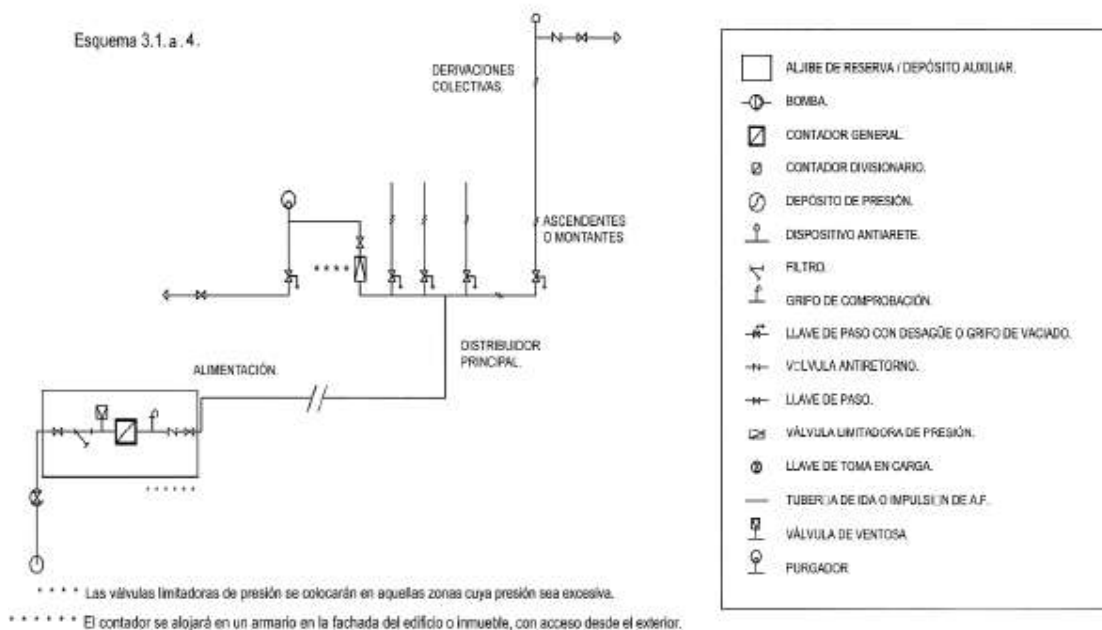 Esquema 3.1.a.4.
DERIVACIONES
COLECTIVAS.
ASCENDENTES
O MONTANTES
* * * *
DISTRIBUIDOR
PRINCIPAL.
ALIMENTACIÓN.
* * * * * *
* * * * Las válvulas limitadoras de presión se colocarán en aquellas zonas cuya presión sea excesiva.
* * * * * * El contador se alojará en un armario en la fachada del edificio o inmueble, con acceso desde el exterior.
ALJIBE DE RESERVA / DEPÓSITO AUXILIAR.
BOMBA.
CONTADOR GENERAL.
CONTADOR DIVISIONARIO.
DEPÓSITO DE PRESIÓN.
DISPOSITIVO ANTIARETE.
FILTRO.
GRIFO DE COMPROBACIÓN.
LLAVE DE PASO CON DESAGÜE O GRIFO DE VACIADO.
V□LVULA ANTIRETORNO.
LLAVE DE PASO.
VÁLVULA LIMITADORA DE PRESIÓN.
LLAVE DE TOMA EN CARGA.
TUBER□A DE IDA O IMPULSI□N DE A.F.
VÁLVULA DE VENTOSA
PURGADOR